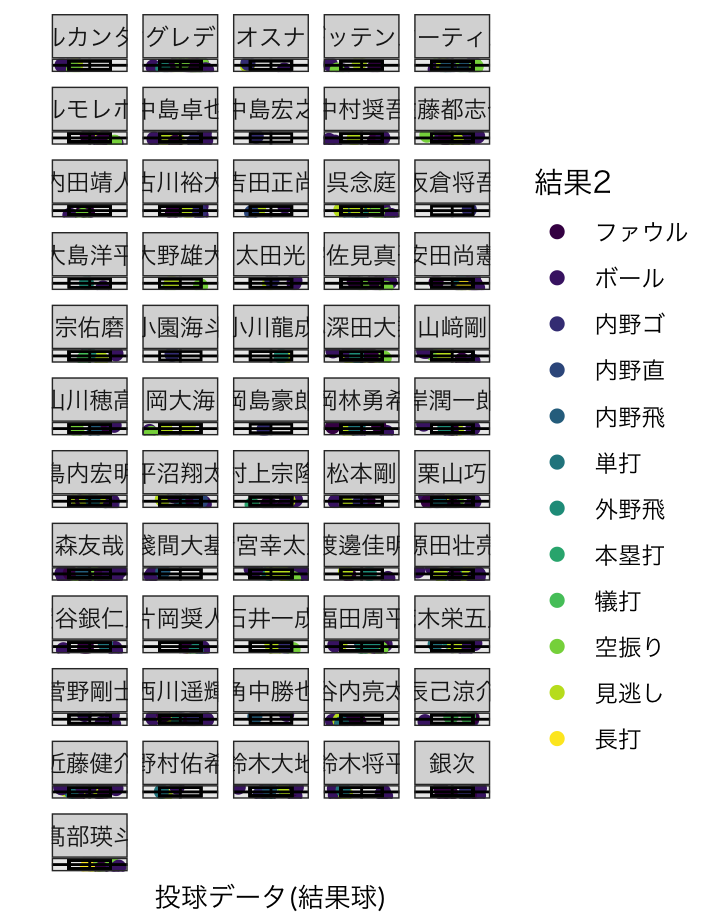 レカンタ グレデ オスナ ッテン ーティ
ルモレホ 中島卓也 中島宏之 中村奨吾 藤都志
内田靖人 古川裕大 吉田正尚 呉念庭 坂倉将吾
大島洋平 大野雄大 太田光 佐見真 安田尚憲
宗佑磨 小園海斗 小川龍成 深田大 山﨑剛
山川穂高 岡大海 岡島豪郎 岡林勇希 岸潤一郎
島内宏明 平沼翔太 村上宗隆 松本剛 栗山巧
森友哉 淺間大基 宮幸太 渡邊佳明 源田壮亮
谷銀仁 片岡奨人 石井一成 福田周平 木栄五
菅野剛士 西川遥輝 角中勝也 谷内亮太 辰己涼介
近藤健介 野村佑希 鈴木大地 鈴木将平 銀次
髙部瑛斗
結果2
ファウル
ボール
内野ゴ
内野直
内野飛
単打
外野飛
本塁打
犠打
空振り
見逃し
長打
投球データ(結果球)